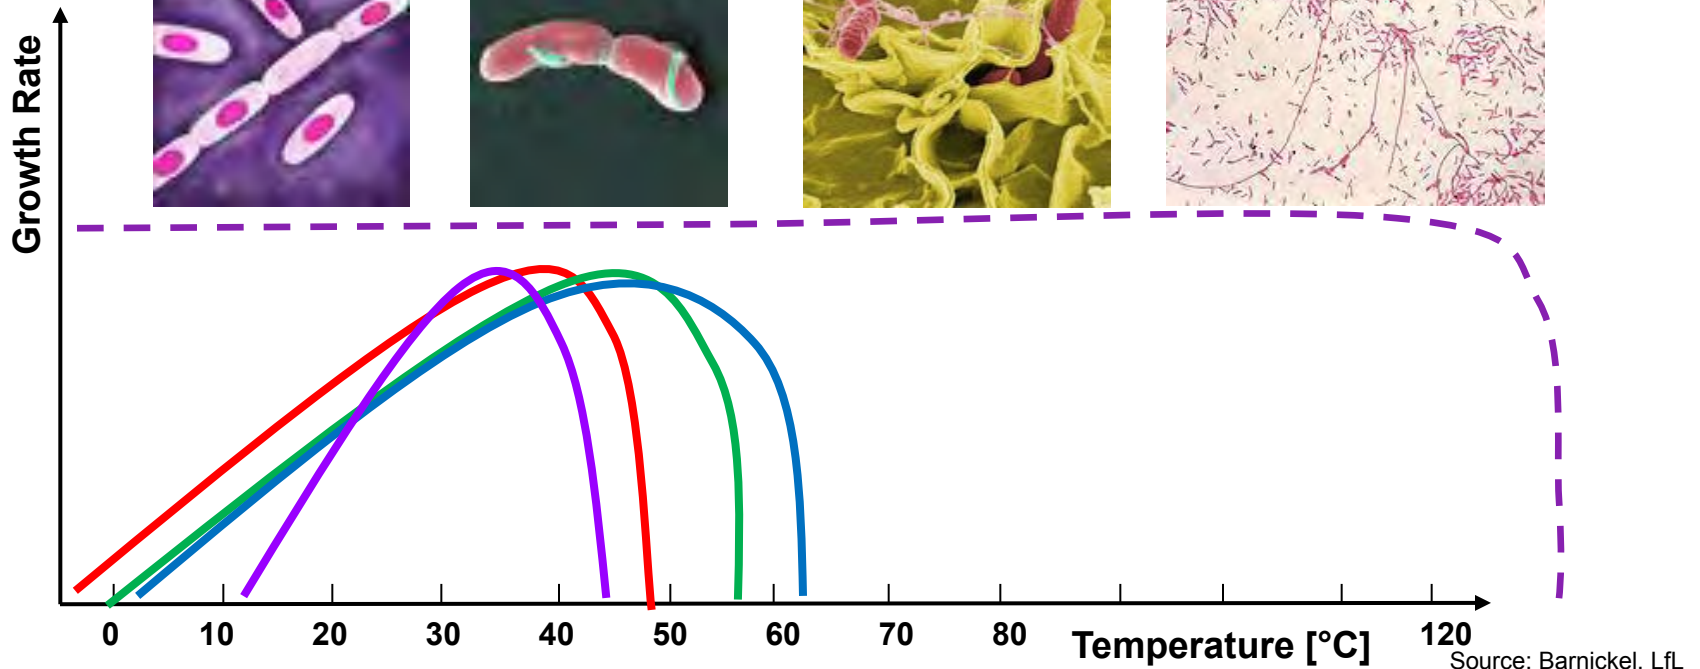 Growth Rate
0 10 20 30 40 50 60 70 80 Temperature [°C] 120
Source: Barnickel, LfL